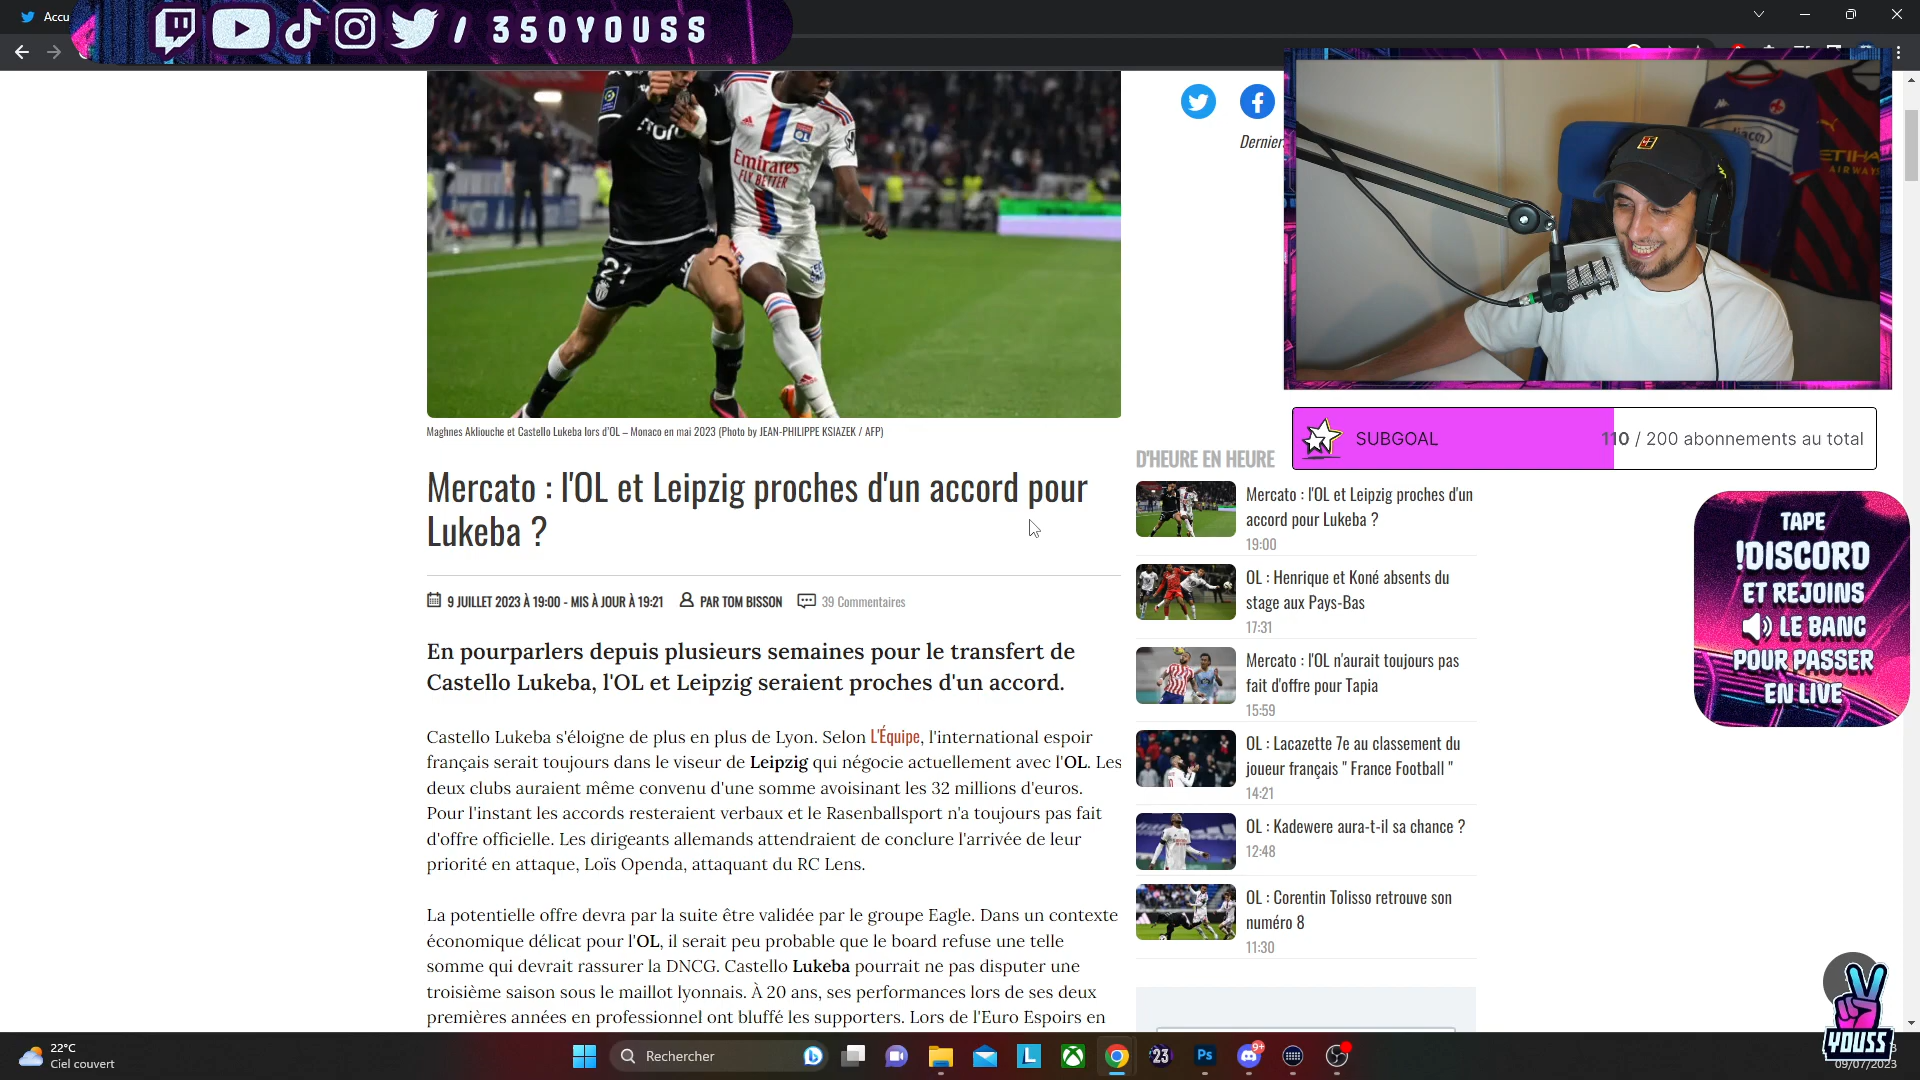 Accu
/ 350YOUSS
Emirates
FLY BETTER
OL
21
ETIHAD
AIRWAYS
Maghnes Akliouche et Castello Lukeba lors d'OL – Monaco en mai 2023 (Photo by JEAN-PHILIPPE KSIAZEK / AFP)
Mercato : l'OL et Leipzig proches d'un accord pour
Lukeba ?
9 JUILLET 2023 À 19:00 - MIS À JOUR À 19:21 PAR TOM BISSON 39 Commentaires
En pourparlers depuis plusieurs semaines pour le transfert de
Castello Lukeba, l'OL et Leipzig seraient proches d'un accord.
Castello Lukeba s'éloigne de plus en plus de Lyon. Selon L'Équipe, l'international espoir
français serait toujours dans le viseur de Leipzig qui négocie actuellement avec l'OL. Les
deux clubs auraient même convenu d'une somme avoisinant les 32 millions d'euros.
Pour l'instant les accords resteraient verbaux et le Rasenballsport n'a toujours pas fait
d'offre officielle. Les dirigeants allemands attendraient de conclure l'arrivée de leur
priorité en attaque, Loïs Openda, attaquant du RC Lens.
La potentielle offre devra par la suite être validée par le groupe Eagle. Dans un contexte
économique délicat pour l'OL, il serait peu probable que le board refuse une telle
somme qui devrait rassurer la DNCG. Castello Lukeba pourrait ne pas disputer une
troisième saison sous le maillot lyonnais. À 20 ans, ses performances lors de ses deux
premières années en professionnel ont bluffé les supporters. Lors de l'Euro Espoirs en
Dernier
D'HEURE EN HEURE
Mercato : l'OL et Leipzig proches d'un
accord pour Lukeba ?
19:00
OL : Henrique et Koné absents du
stage aux Pays-Bas
17:31
Mercato : l'OL n'aurait toujours pas
fait d'offre pour Tapia
15:59
OL : Lacazette 7e au classement du
joueur français " France Football "
14:21
OL : Kadewere aura-t-il sa chance ?
12:48
OL : Corentin Tolisso retrouve son
numéro 8
11:30
SUBGOAL 110 / 200 abonnements au total
TAPE
!DISCORD
ET REJOINS
LE BANC
POUR PASSER
EN LIVE
YOUSS
22°C
Ciel couvert
Rechercher
L
23
Ps
9+
09/07/2023